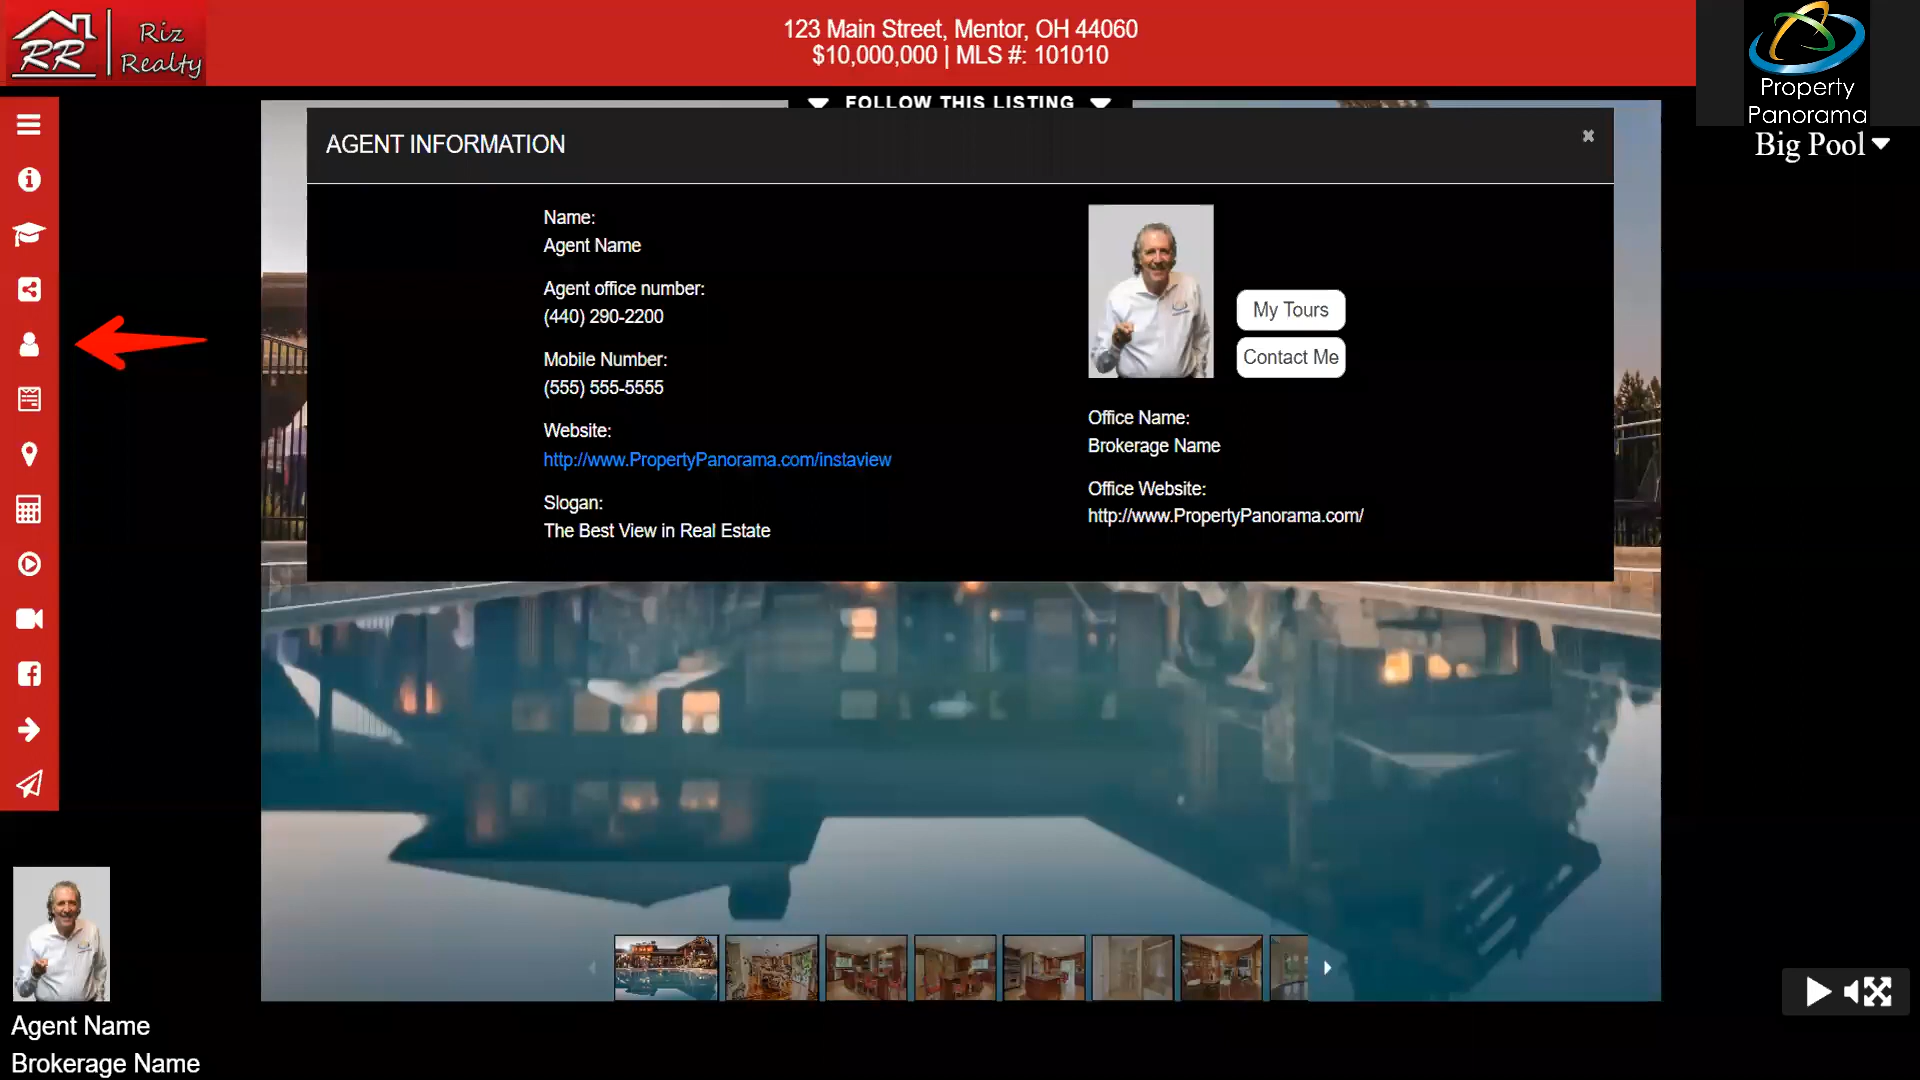 RR | Riz Realty
123 Main Street, Mentor, OH 44060
$10,000,000 | MLS #: 101010
Property
Panorama
Big Pool
FOLLOW THIS LISTING
AGENT INFORMATION
Name:
Agent Name
Agent office number:
(440) 290-2200
Mobile Number:
(555) 555-5555
Website:
http://www.PropertyPanorama.com/instaview
Slogan:
The Best View in Real Estate
My Tours
Contact Me
Office Name:
Brokerage Name
Office Website:
http://www.PropertyPanorama.com/
Agent Name
Brokerage Name